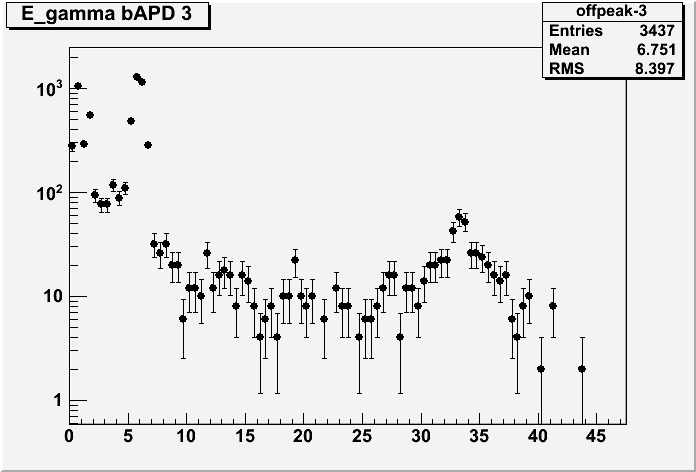 E_gamma bAPD 3
offpeak-3
Entries 3437
Mean 6.751
RMS 8.397
10³
10²
10
1
0 5 10 15 20 25 30 35 40 45